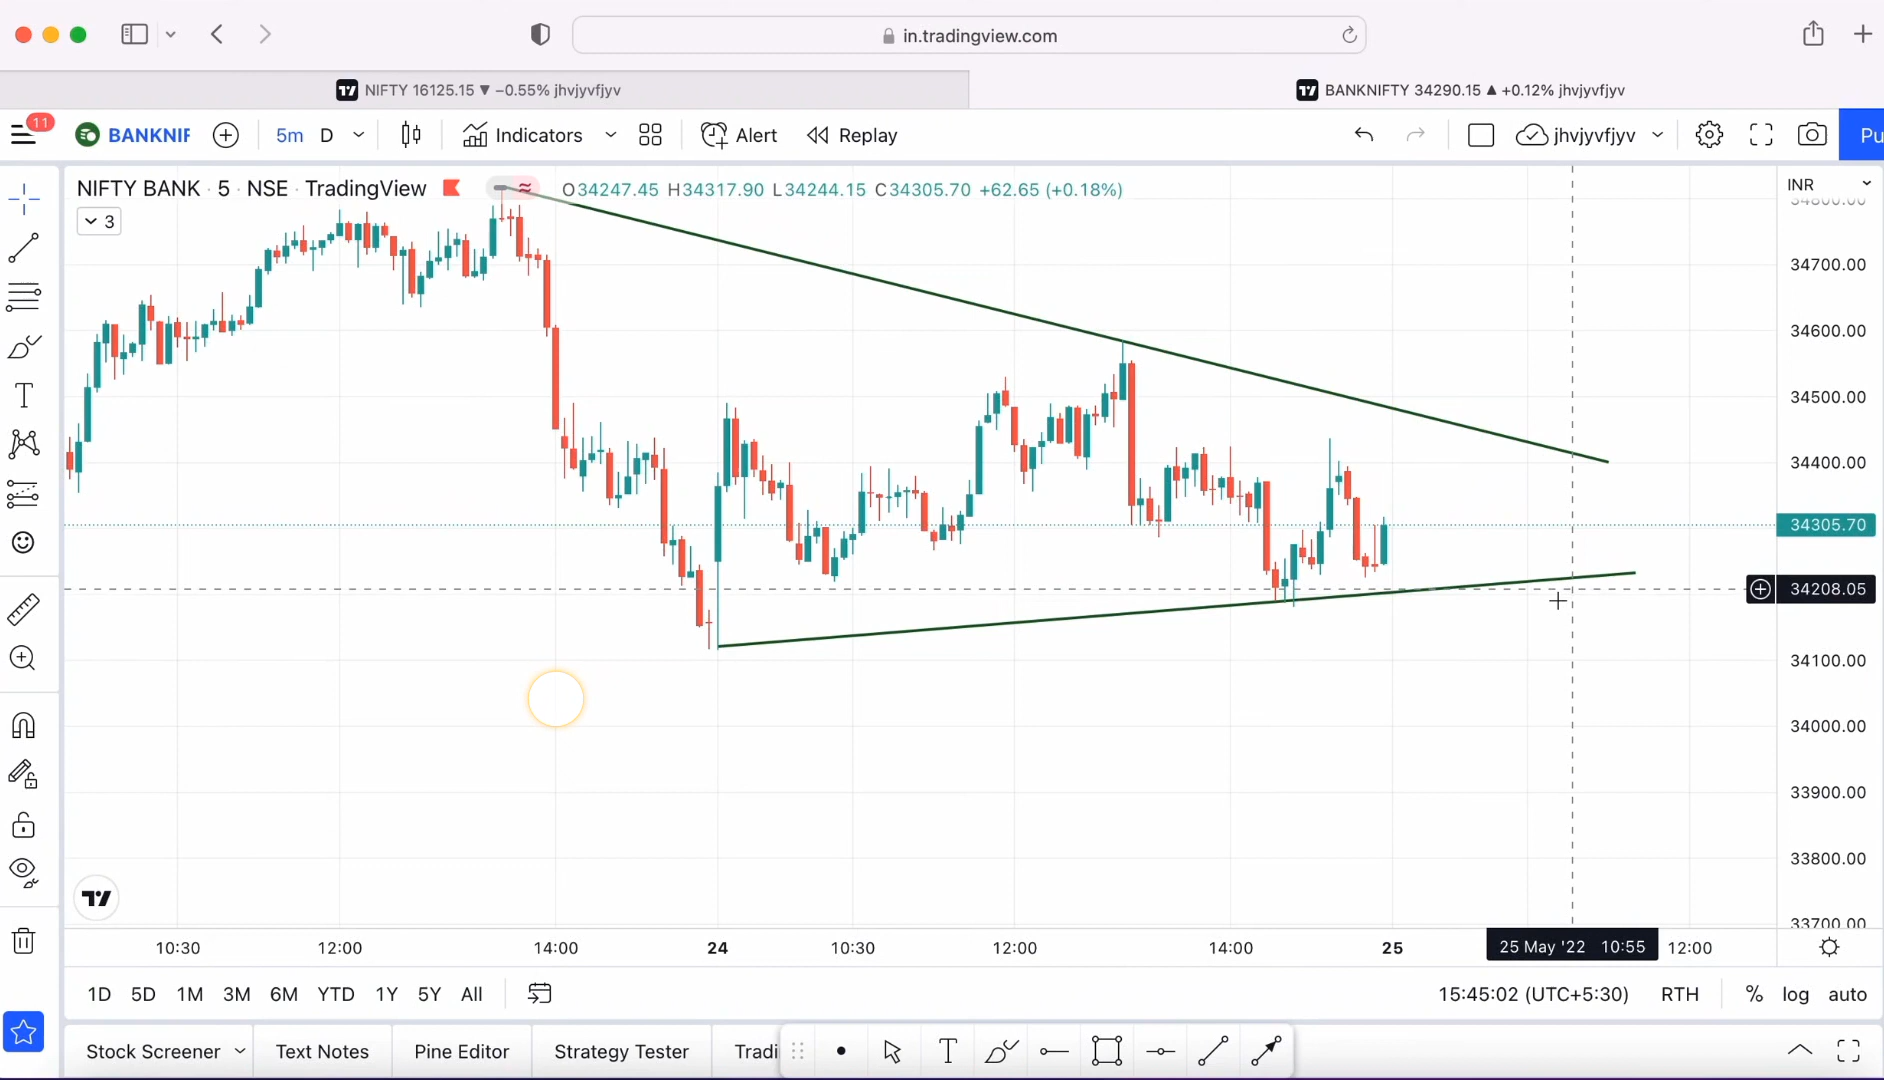 in.tradingview.com
NIFTY 16125.15 ▼ −0.55% jhvjyvfjyv
BANKNIFTY 34290.15 ▲ +0.12% jhvjyvfjyv
11
BANKNIF
5m D
Indicators
Alert
Replay
jhvjyvfjyv
Pu
NIFTY BANK · 5 · NSE · TradingView
O34247.45 H34317.90 L34244.15 C34305.70 +62.65 (+0.18%)
3
INR
34800.00
34700.00
34600.00
34500.00
34400.00
34305.70
34208.05
34100.00
34000.00
33900.00
33800.00
33700.00
10:30 12:00 14:00 24 10:30 12:00 14:00 25 25 May '22 10:55 12:00
1D 5D 1M 3M 6M YTD 1Y 5Y All
15:45:02 (UTC+5:30) RTH % log auto
Stock Screener Text Notes Pine Editor Strategy Tester Tradi